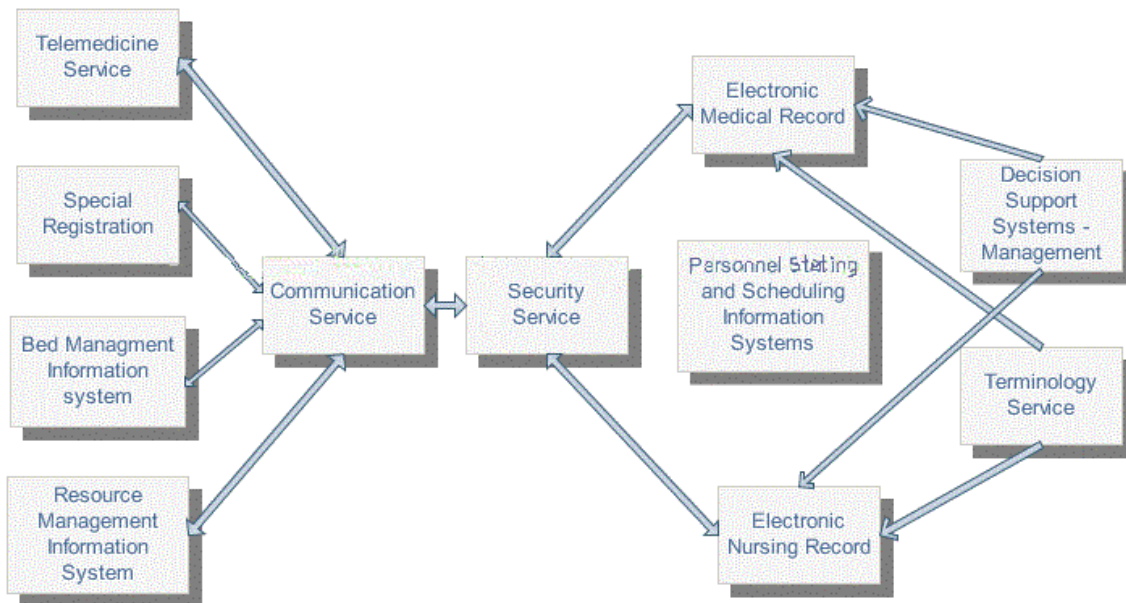 Telemedicine
Service
Special
Registration
Bed Managment
Information
system
Resource
Management
Information
System
Communication
Service
Security
Service
Electronic
Medical Record
Personnel
and Scheduling
Information
Systems
Electronic
Nursing Record
Decision
Support
Systems -
Management
Terminology
Service